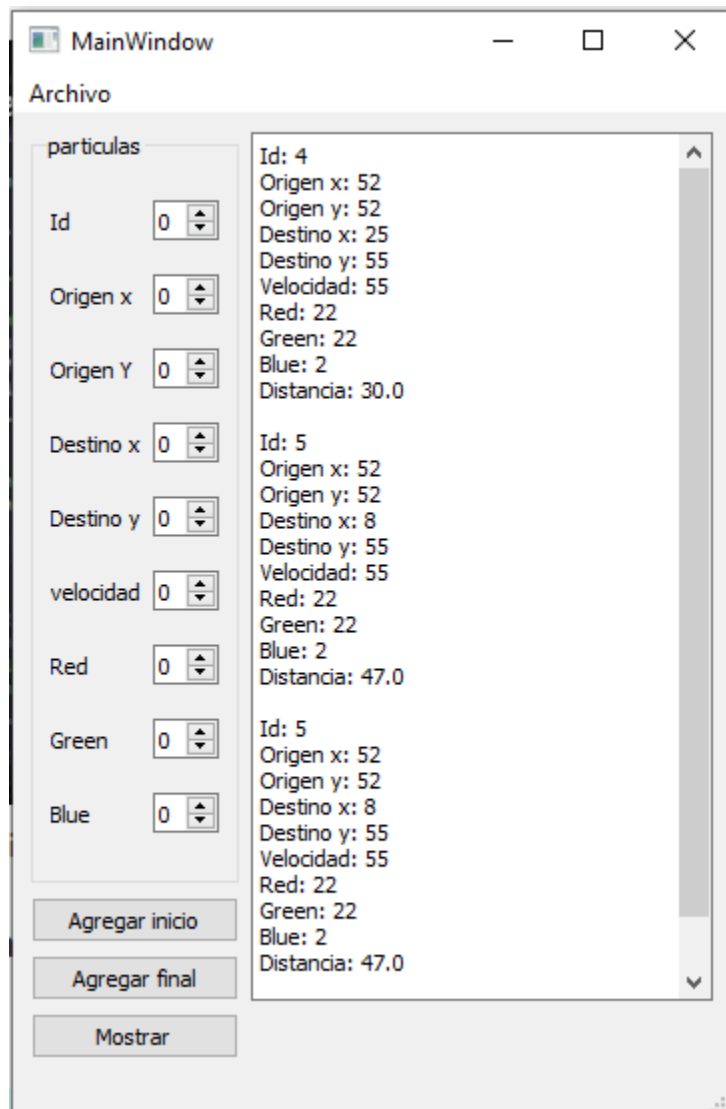 MainWindow
Archivo
particulas
Id 0
Origen x 0
Origen Y 0
Destino x 0
Destino y 0
velocidad 0
Red 0
Green 0
Blue 0
Agregar inicio
Agregar final
Mostrar
Id: 4
Origen x: 52
Origen y: 52
Destino x: 25
Destino y: 55
Velocidad: 55
Red: 22
Green: 22
Blue: 2
Distancia: 30.0
Id: 5
Origen x: 52
Origen y: 52
Destino x: 8
Destino y: 55
Velocidad: 55
Red: 22
Green: 22
Blue: 2
Distancia: 47.0
Id: 5
Origen x: 52
Origen y: 52
Destino x: 8
Destino y: 55
Velocidad: 55
Red: 22
Green: 22
Blue: 2
Distancia: 47.0